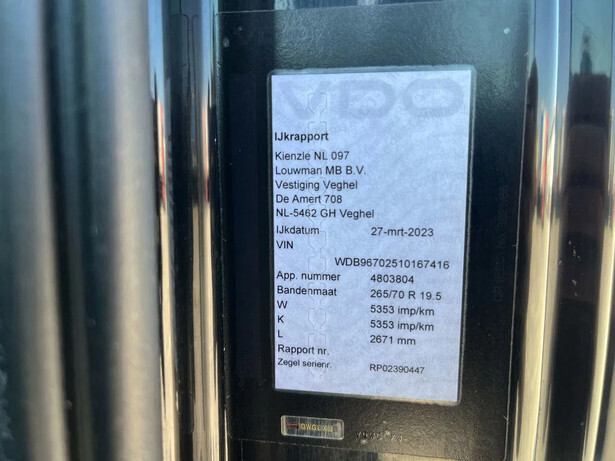 VDO
IJkrapport
Kienzle NL 097
Louwman MB B.V.
Vestiging Veghel
De Amert 708
NL-5462 GH Veghel
IJkdatum 27-mrt-2023
VIN
WDB96702510167416
App. nummer 4803804
Bandenmaat 265/70 R 19.5
W 5353 imp/km
K 5353 imp/km
L 2671 mm
Rapport nr.
Zegel serienr. RP02390447